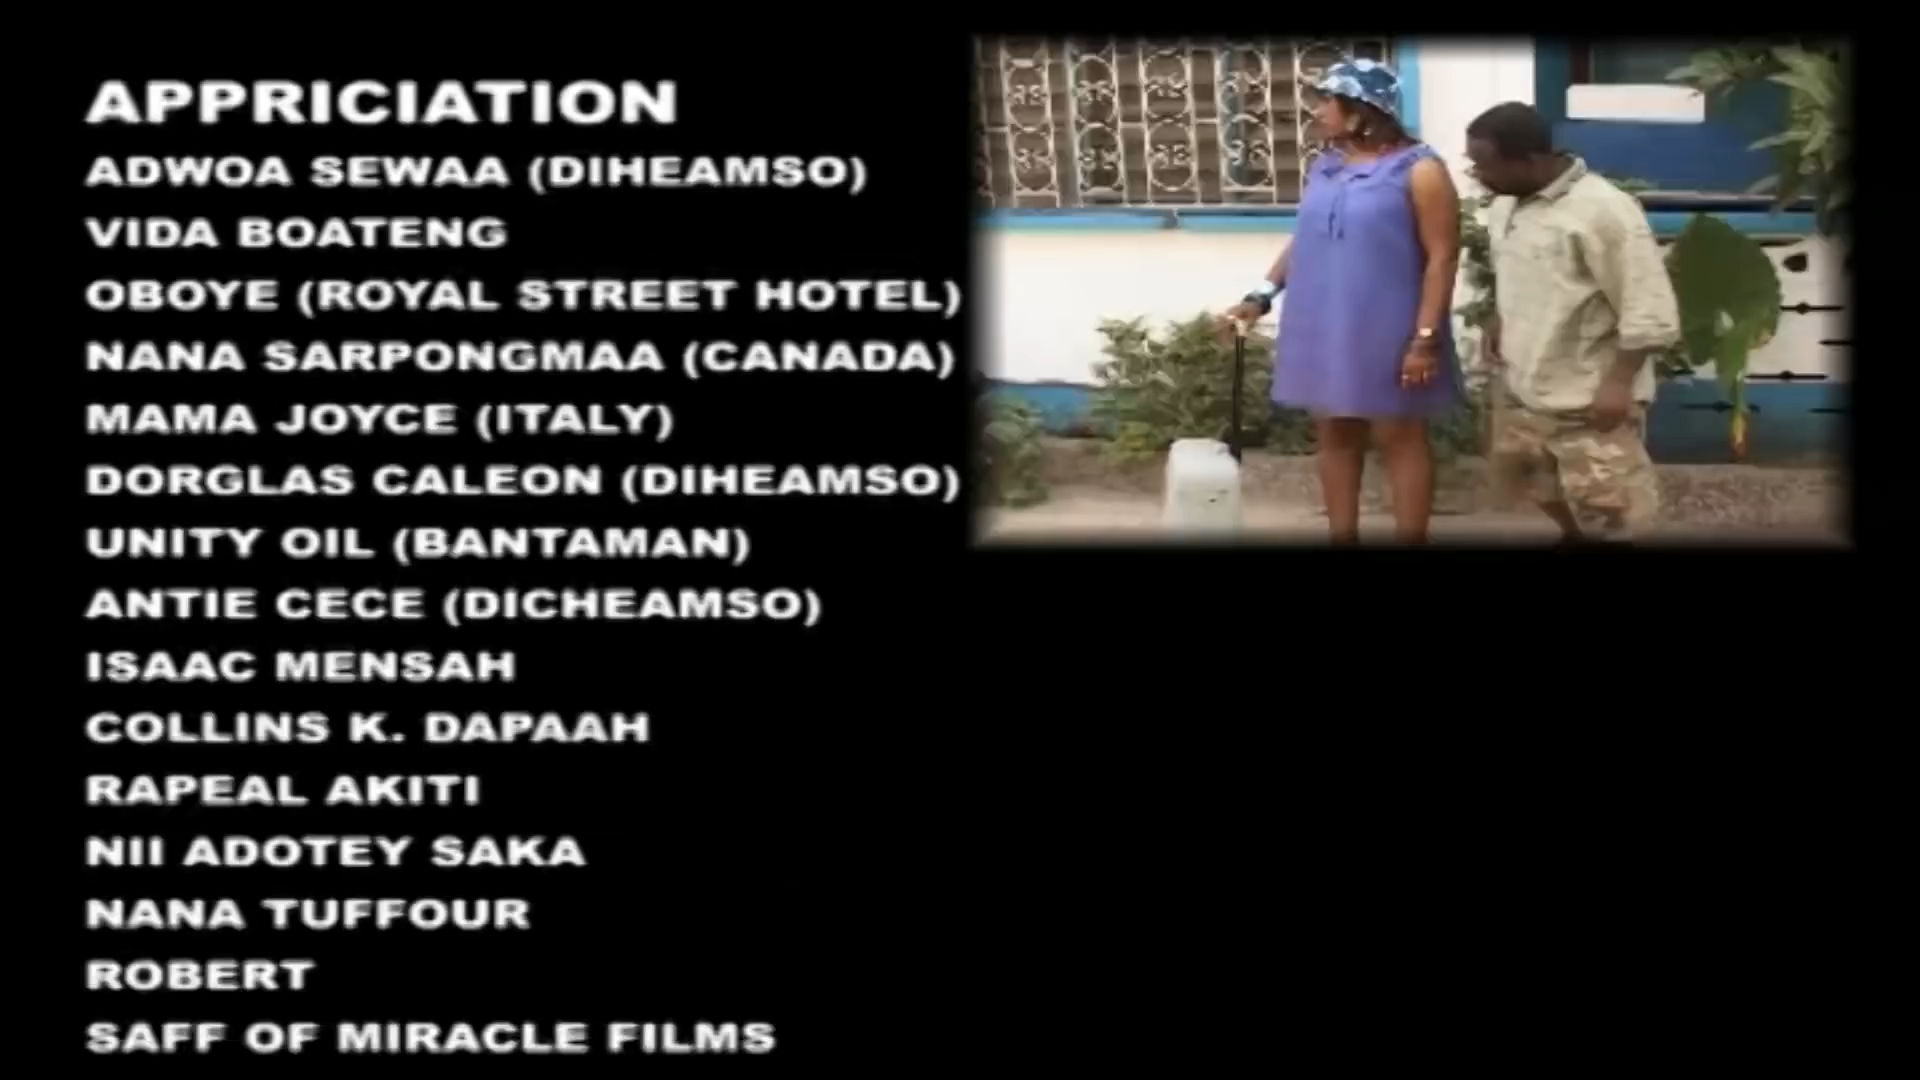 APPRICIATION
ADWOA SEWAA (DIHEAMSO)
VIDA BOATENG
OBOYE (ROYAL STREET HOTEL)
NANA SARPONGMAA (CANADA)
MAMA JOYCE (ITALY)
DORGLAS CALEON (DIHEAMSO)
UNITY OIL (BANTAMAN)
ANTIE CECE (DICHEAMSO)
ISAAC MENSAH
COLLINS K. DAPAAH
RAPEAL AKITI
NII ADOTEY SAKA
NANA TUFFOUR
ROBERT
SAFF OF MIRACLE FILMS